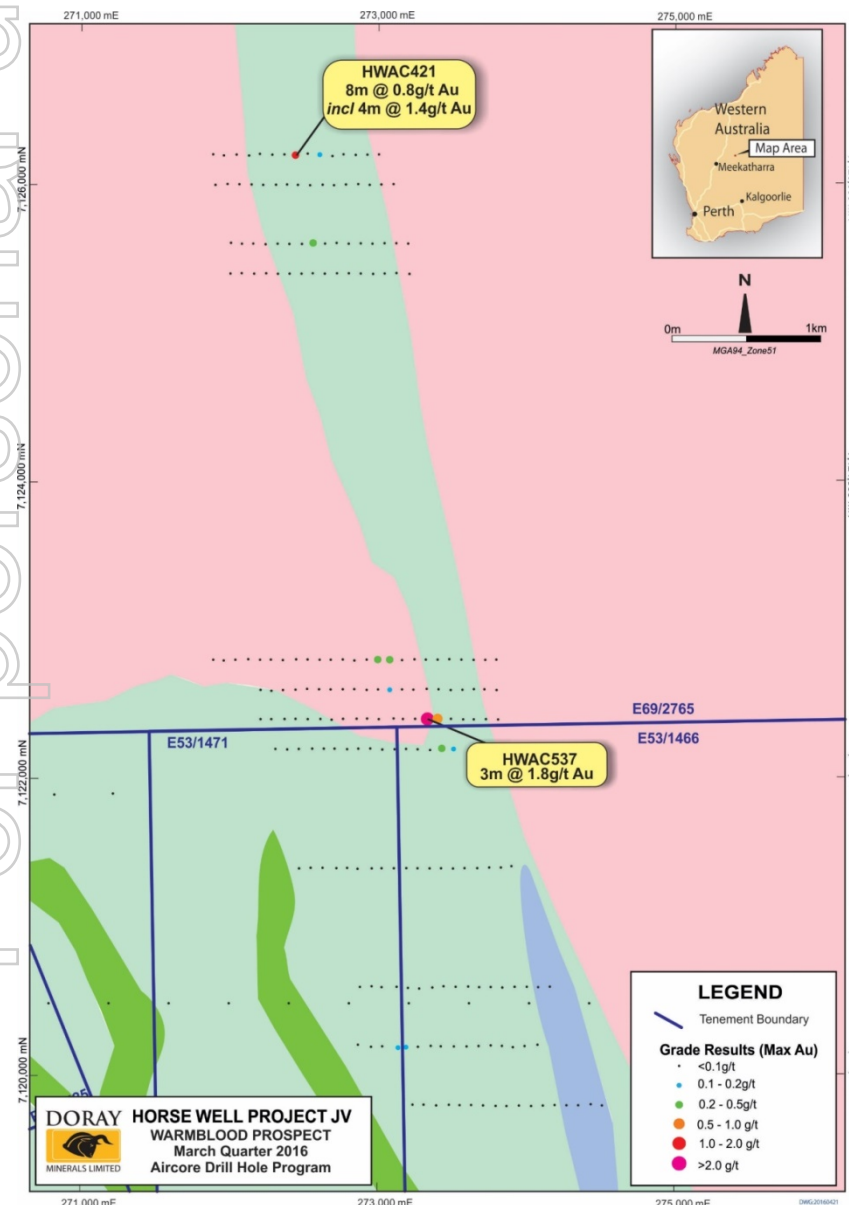 271,000 mE
273,000 mE
275,000 mE
HWAC421
8m @ 0.8g/t Au
incl 4m @ 1.4g/t Au
Western
Australia
Map Area
Meekatharra
Kalgoorlie
Perth
7,126,000 mN
N
0m
1km
MGA94_Zone51
7,124,000 mN
E69/2765
E53/1471
E53/1466
HWAC537
3m @ 1.8g/t Au
7,122,000 mN
LEGEND
Tenement Boundary
Grade Results (Max Au)
<0.1g/t
0.1 - 0.2g/t
0.2 - 0.5g/t
0.5 - 1.0 g/t
1.0 - 2.0 g/t
>2.0 g/t
7,120,000 mN
DORAY
MINERALS LIMITED
HORSE WELL PROJECT JV
WARMBLOOD PROSPECT
March Quarter 2016
Aircore Drill Hole Program
271,000 mE
273,000 mE
275,000 mE
DWG:20160421